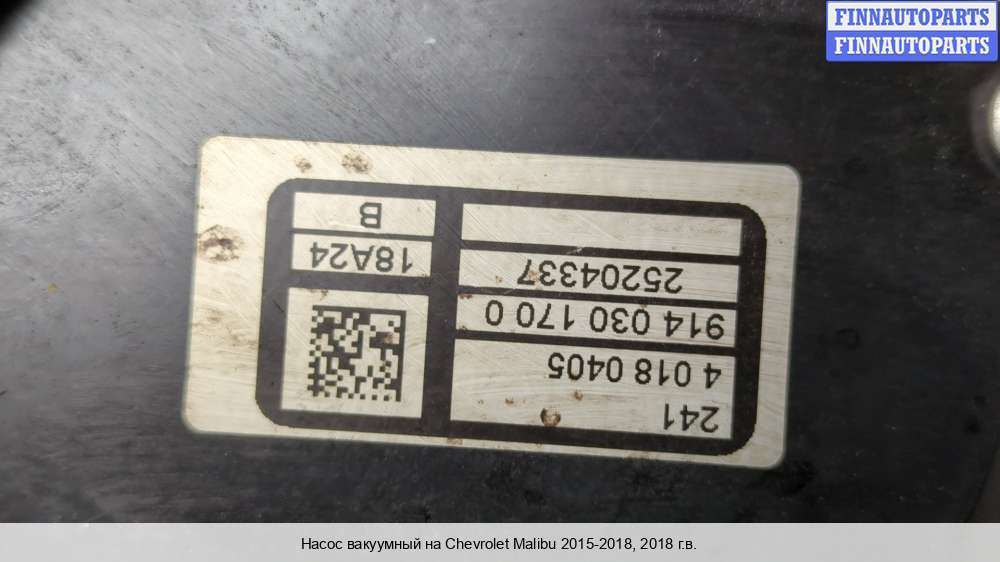 FINNAUTOPARTS
FINNAUTOPARTS
241
4 018 0405
914 030 170 0
25204337
18A24
B
Насос вакуумный на Chevrolet Malibu 2015-2018, 2018 г.в.